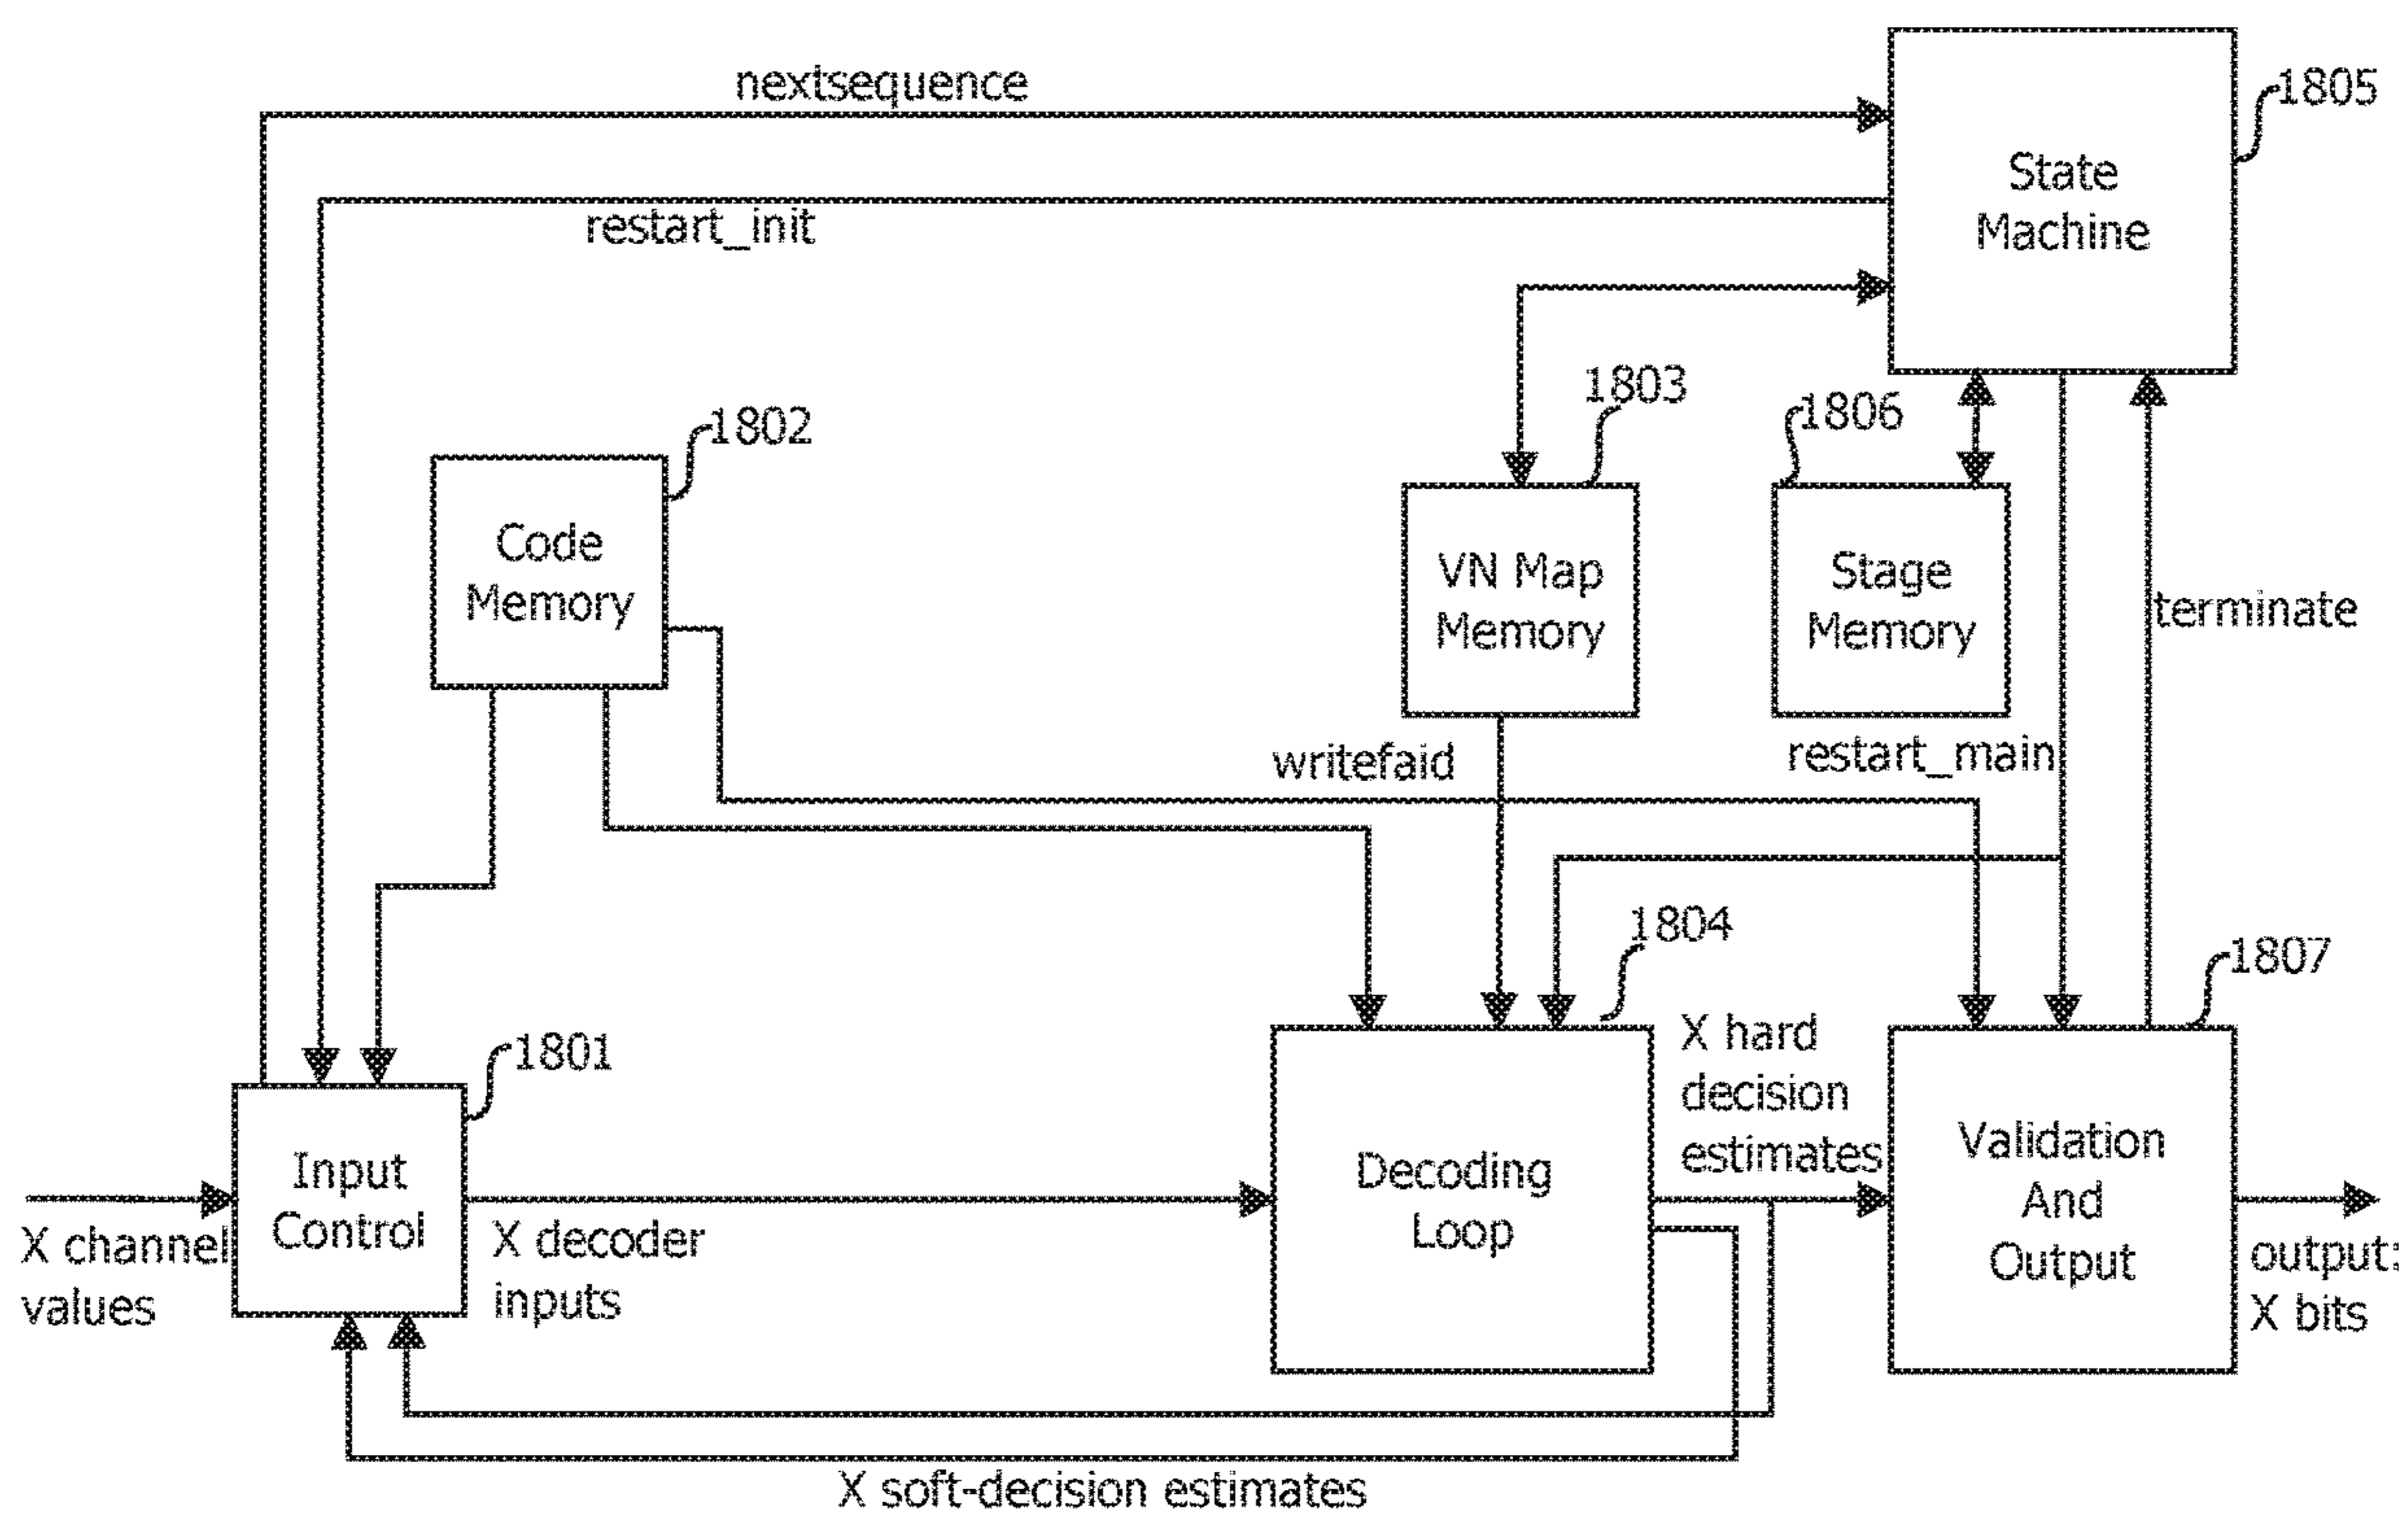 nextsequence
1805
State
Machine
restart_init
1803
1806
1802
Code
Memory
VN Map
Memory
Stage
Memory
terminate
writefaid
restart_main
1804
1807
1801
X hard
decision
estimates
Input
Control
Decoding
Loop
Validation
And
Output
X channel
values
X decoder
inputs
output:
X bits
X soft-decision estimates